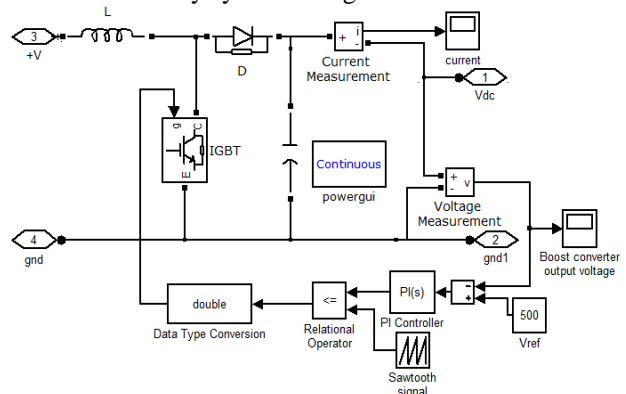 L
3
+V
D
+
i
-
Current
Measurement
current
1
Vdc
g
C
E
IGBT
Continuous
powergui
+
-
v
Voltage
Measurement
4
gnd
2
gnd1
Boost converter
output voltage
double
Data Type Conversion
<=
Relational
Operator
PI(s)
PI Controller
-
+
500
Vref
Sawtooth
signal